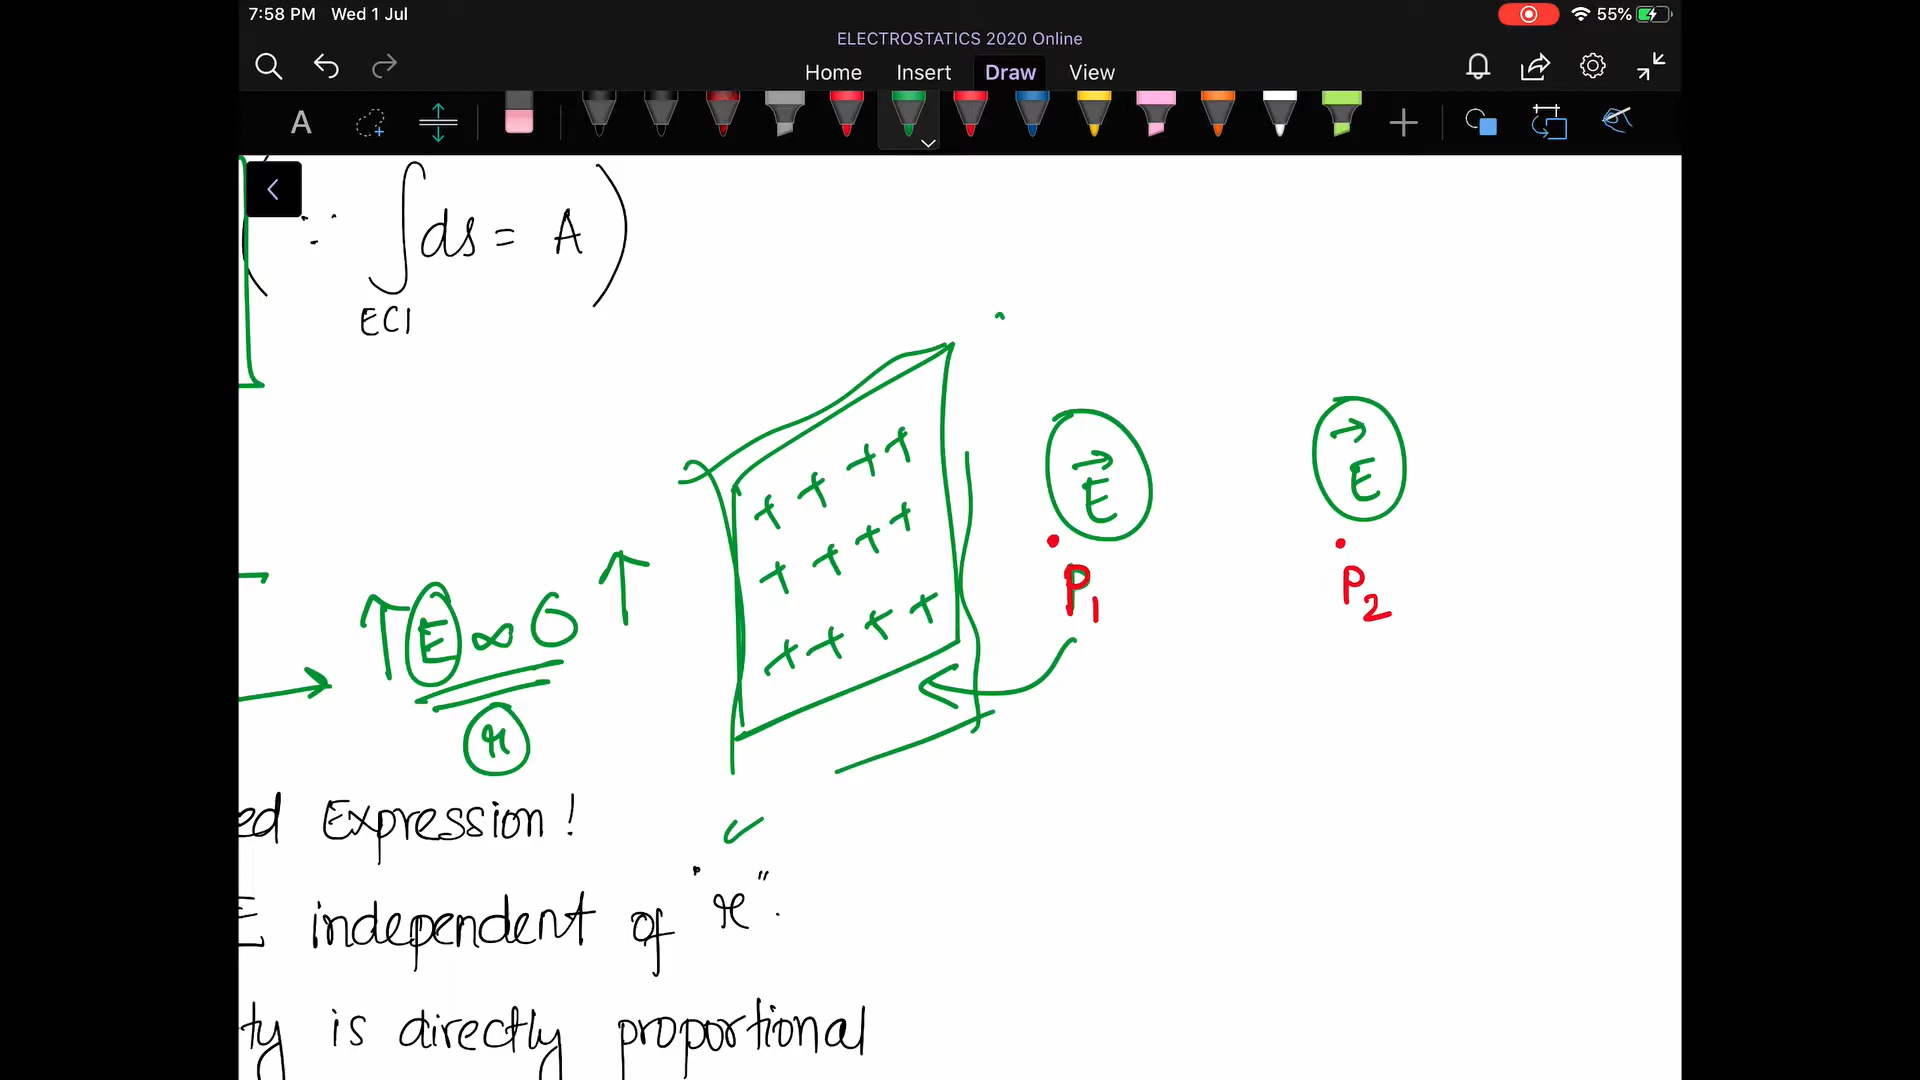 7:58 PM Wed 1 Jul
55%
ELECTROSTATICS 2020 Online
Home Insert Draw View
A
(∵ ∫ds = A)
ECI
E⃗
E⃗
P1
P2
↑ E ∝ σ ↑
r
ed Expression!
E independent of "r".
ty is directly proportional